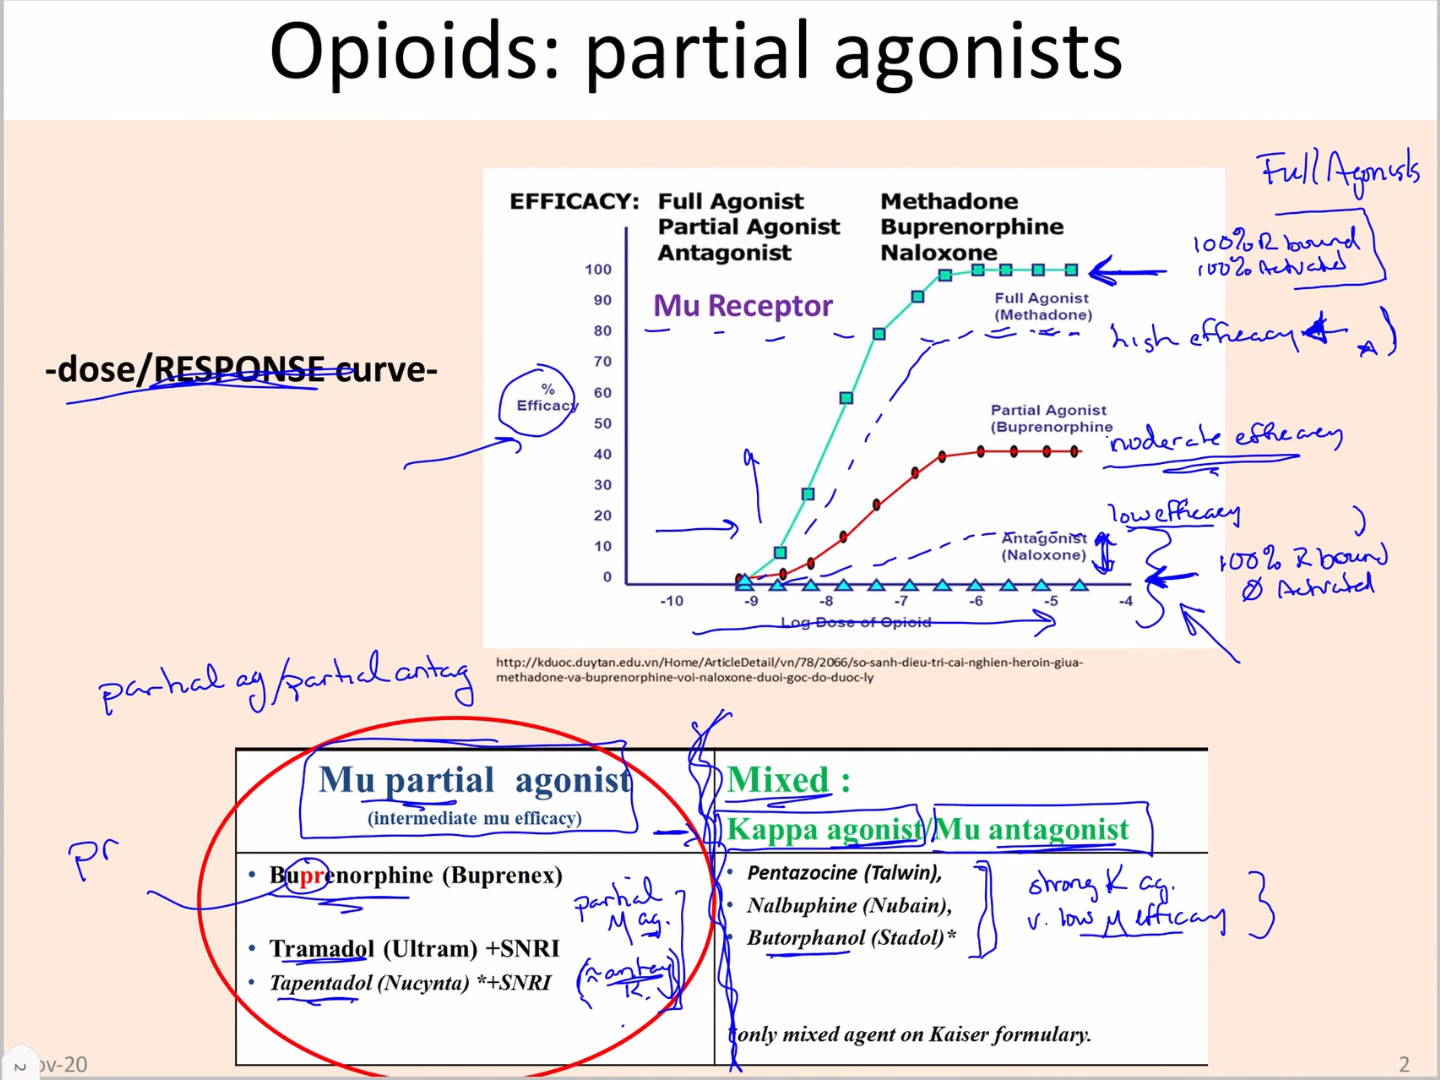 Opioids: partial agonists
Full Agonists
100% R bound
100% Activated
EFFICACY: Full Agonist Methadone
Partial Agonist Buprenorphine
Antagonist Naloxone
Mu Receptor
100
90
80
70
60
50
40
30
20
10
0
%
Efficacy
Full Agonist
(Methadone)
high efficacy
-dose/RESPONSE curve-
Partial Agonist
(Buprenorphine
moderate efficacy
low efficacy
Antagonist
(Naloxone)
100% R bound
Ø Activated
-10 -9 -8 -7 -6 -5 -4
Log Dose of Opioid
http://kduoc.duytan.edu.vn/Home/ArticleDetail/vn/78/2066/so-sanh-dieu-tri-cai-nghien-heroin-giua-
methadone-va-buprenorphine-voi-naloxone-duoi-goc-do-duoc-ly
partial ag/partial antag
Mu partial agonist
(intermediate mu efficacy)
Mixed :
Kappa agonist/Mu antagonist
pr
• Buprenorphine (Buprenex)
• Tramadol (Ultram) +SNRI
• Tapentadol (Nucynta) *+SNRI
partial
M ag.
• Pentazocine (Talwin),
• Nalbuphine (Nubain),
• Butorphanol (Stadol)*
strong K ag.
v. low M efficacy
*only mixed agent on Kaiser formulary.
ov-20
2
2